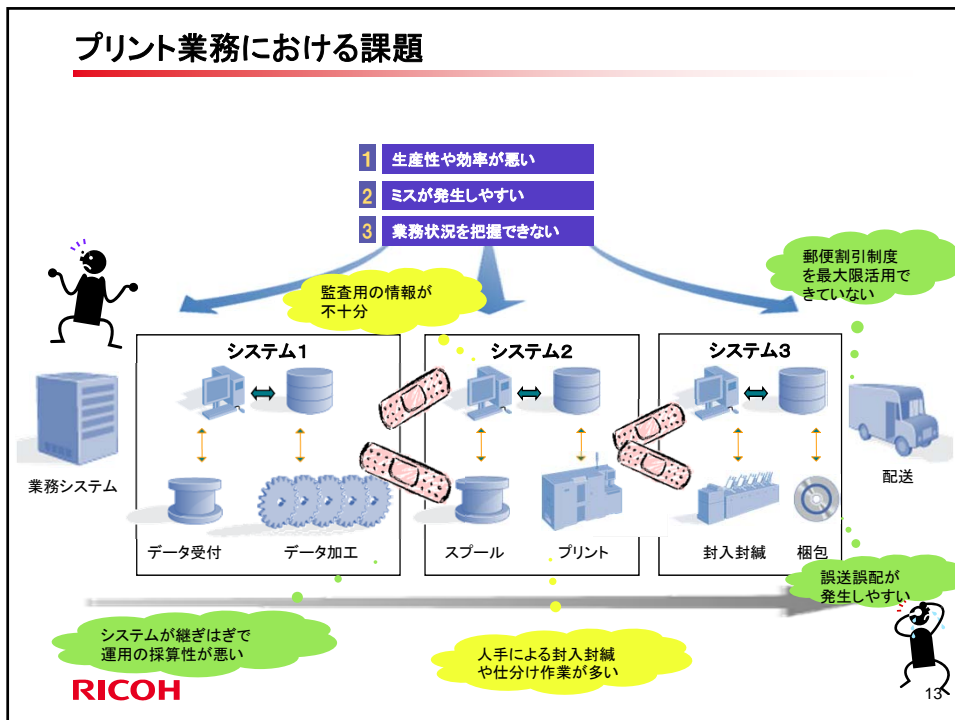 プリント業務における課題
1 生産性や効率が悪い
2 ミスが発生しやすい
3 業務状況を把握できない
郵便割引制度
を最大限活用で
きていない
監査用の情報が
不十分
システム1
システム2
システム3
業務システム
配送
データ受付
データ加工
スプール
プリント
封入封緘
梱包
誤送誤配が
発生しやすい
システムが継ぎはぎで
運用の採算性が悪い
人手による封入封緘
や仕分け作業が多い
RICOH
13